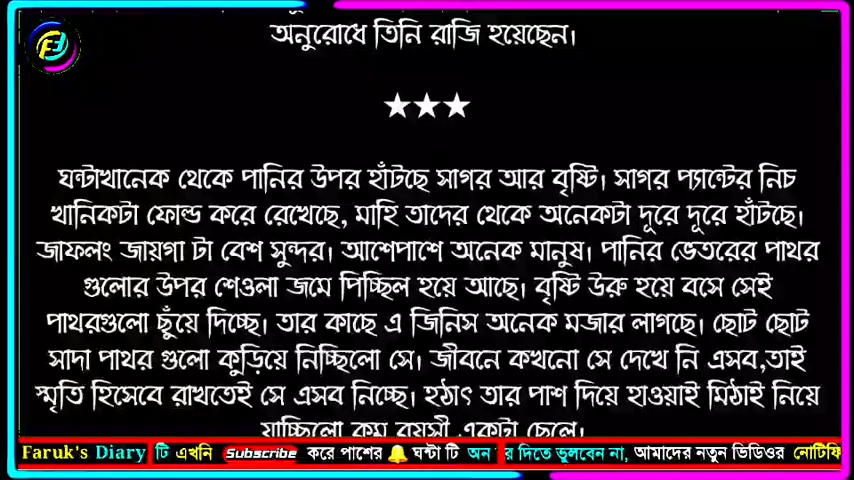 অনুরোধে তিনি রাজি হয়েছেন।
★★★
ঘন্টাখানেক থেকে পানির উপর হাঁটছে সাগর আর বৃষ্টি। সাগর প্যান্টের নিচ
খানিকটা ফোল্ড করে রেখেছে, মাহি তাদের থেকে অনেকটা দূরে দূরে হাঁটছে।
জাফলং জায়গা টা বেশ সুন্দর। আশেপাশে অনেক মানুষ। পানির ভেতরের পাথর
গুলোর উপর শেওলা জমে পিচ্ছিল হয়ে আছে। বৃষ্টি উরু হয়ে বসে সেই
পাথরগুলো ছুঁয়ে দিচ্ছে। তার কাছে এ জিনিস অনেক মজার লাগছে। ছোট ছোট
সাদা পাথর গুলো কুড়িয়ে নিচ্ছিলো সে। জীবনে কখনো সে দেখে নি এসব,তাই
স্মৃতি হিসেবে রাখতেই সে এসব নিচ্ছে। হঠাৎ তার পাশ দিয়ে হাওয়াই মিঠাই নিয়ে
যাচ্ছিলো কম বয়সী একটা ছেলে।
Faruk's Diary টি এখনি Subscribe করে পাশের 🔔 ঘন্টা টি অন র দিতে ভুলবেন না, আমাদের নতুন ভিডিওর নোটিফি